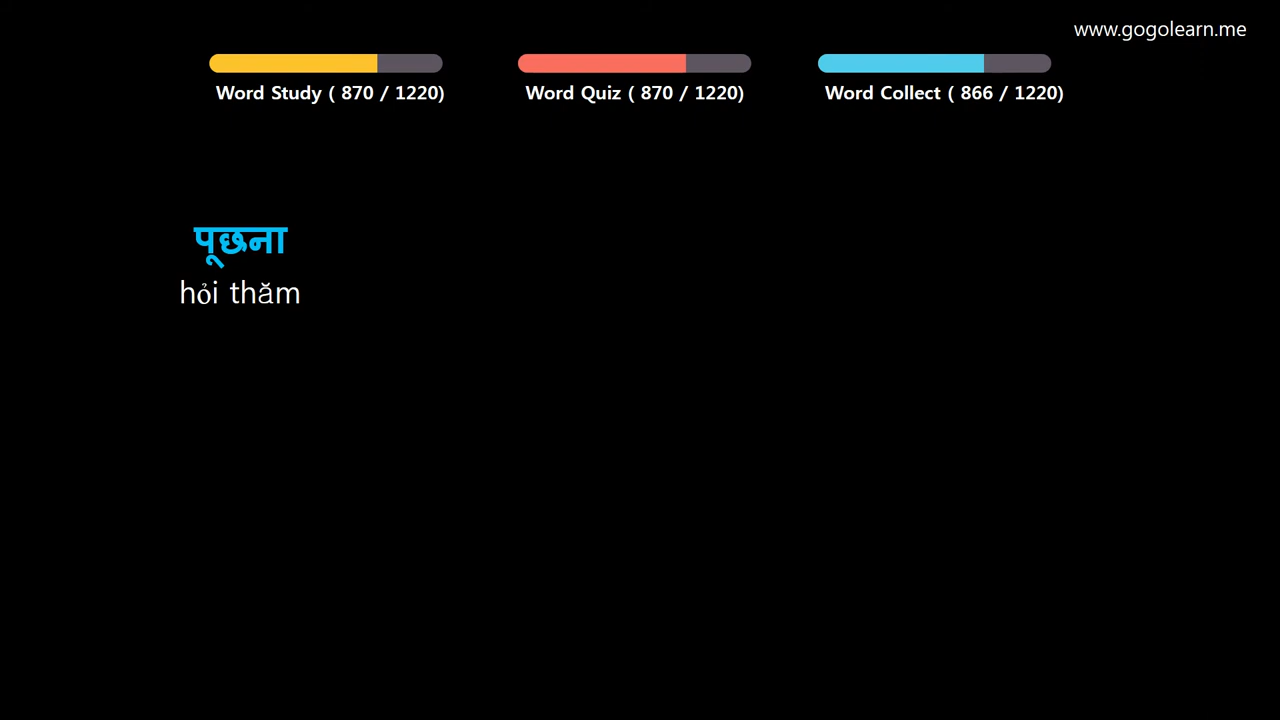 www.gogolearn.me
Word Study ( 870 / 1220)
Word Quiz ( 870 / 1220)
Word Collect ( 866 / 1220)
पूछना
hỏi thăm